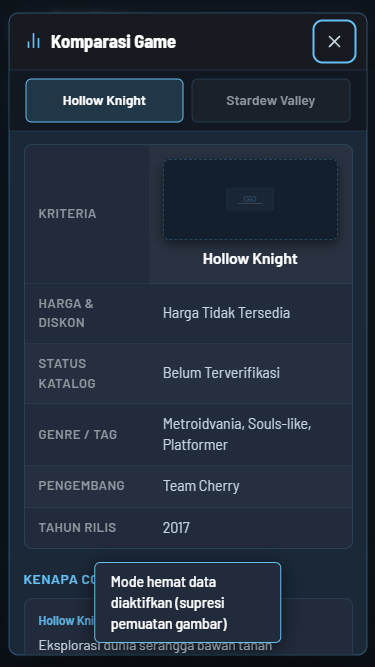 Komparasi Game
Hollow Knight
Stardew Valley
KRITERIA
Hollow Knight
HARGA &
DISKON
Harga Tidak Tersedia
STATUS
KATALOG
Belum Terverifikasi
GENRE / TAG
Metroidvania, Souls-like,
Platformer
PENGEMBANG
Team Cherry
TAHUN RILIS
2017
KENAPA
Mode hemat data
diaktifkan (supresi
pemuatan gambar)
Hollow
Eksplorasi dunia serangga bawah tanah